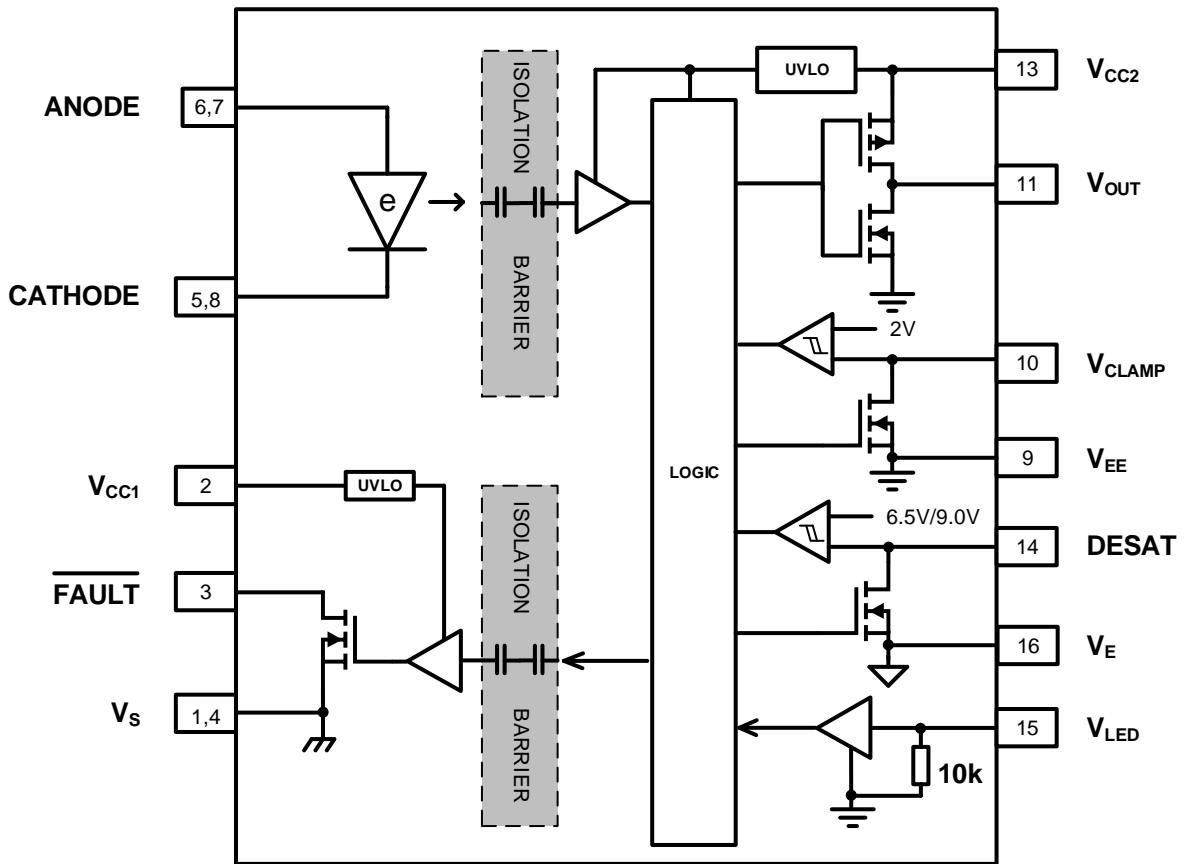 ANODE
6,7
e
CATHODE
5,8
ISOLATION
BARRIER
UVLO
13
VCC2
11
VOUT
2V
10
VCLAMP
9
VEE
LOGIC
6.5V/9.0V
14
DESAT
16
VE
15
VLED
10k
VCC1
2
UVLO
FAULT
3
VS
1,4
ISOLATION
BARRIER